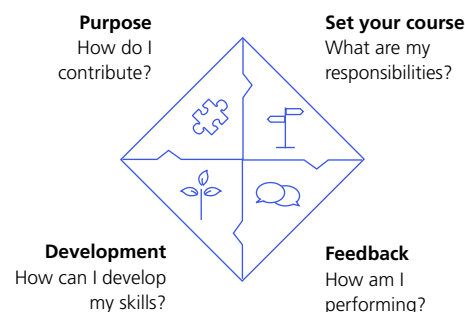 Purpose
How do I
contribute?
Set your course
What are my
responsibilities?
Development
How can I develop
my skills?
Feedback
How am I
performing?